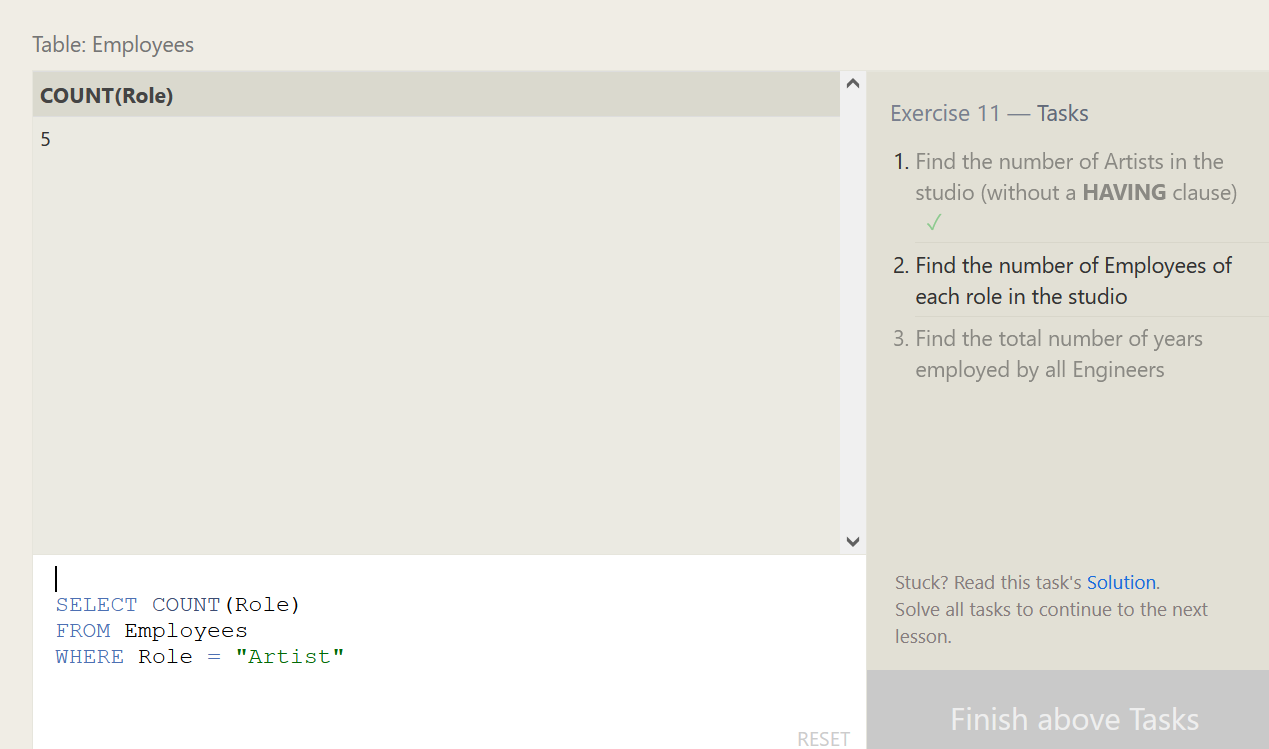 Table: Employees
COUNT(Role)
5
SELECT COUNT(Role)
FROM Employees
WHERE Role = "Artist"
RESET
Exercise 11 — Tasks
1. Find the number of Artists in the
studio (without a HAVING clause)
✓
2. Find the number of Employees of
each role in the studio
3. Find the total number of years
employed by all Engineers
Stuck? Read this task's Solution.
Solve all tasks to continue to the next
lesson.
Finish above Tasks